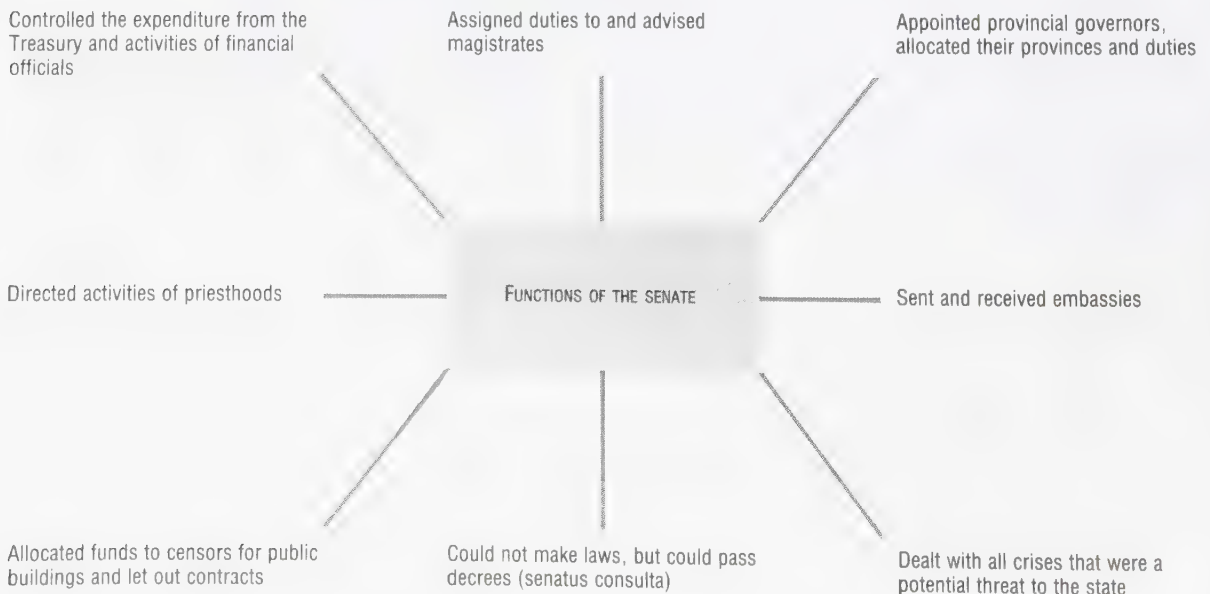 Controlled the expenditure from the
Treasury and activities of financial
officials
Assigned duties to and advised
magistrates
Appointed provincial governors,
allocated their provinces and duties
Directed activities of priesthoods
FUNCTIONS OF THE SENATE
Sent and received embassies
Allocated funds to censors for public
buildings and let out contracts
Could not make laws, but could pass
decrees (senatus consulta)
Dealt with all crises that were a
potential threat to the state